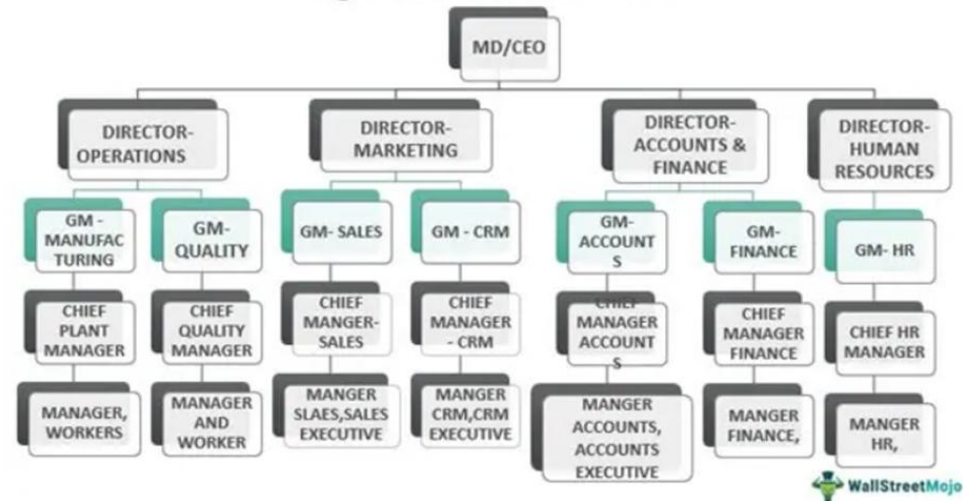 MD/CEO
DIRECTOR-
OPERATIONS
DIRECTOR-
MARKETING
DIRECTOR-
ACCOUNTS &
FINANCE
DIRECTOR-
HUMAN
RESOURCES
GM -
MANUFAC
TURING
GM-
QUALITY
GM- SALES
GM - CRM
GM-
ACCOUNT
S
GM-
FINANCE
GM- HR
CHIEF
PLANT
MANAGER
CHIEF
QUALITY
MANAGER
CHIEF
MANGER-
SALES
CHIEF
MANAGER
- CRM
CHIEF
MANAGER
ACCOUNT
S
CHIEF
MANAGER
FINANCE
CHIEF HR
MANAGER
MANAGER,
WORKERS
MANAGER
AND
WORKER
MANGER
SLAES,SALES
EXECUTIVE
MANGER
CRM,CRM
EXECUTIVE
MANGER
ACCOUNTS,
ACCOUNTS
EXECUTIVE
MANGER
FINANCE,
MANGER
HR,
WallStreetMojo